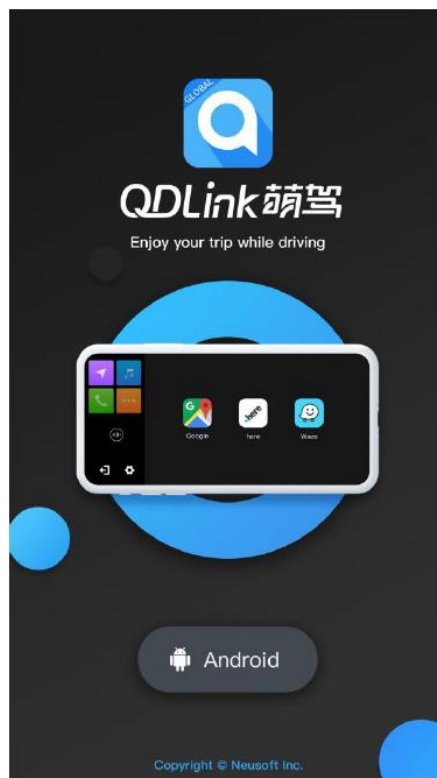 GLOBAL
QDLink萌驾
Enjoy your trip while driving
G
Google
.here
here
Waze
Android
Copyright © Neusoft Inc.